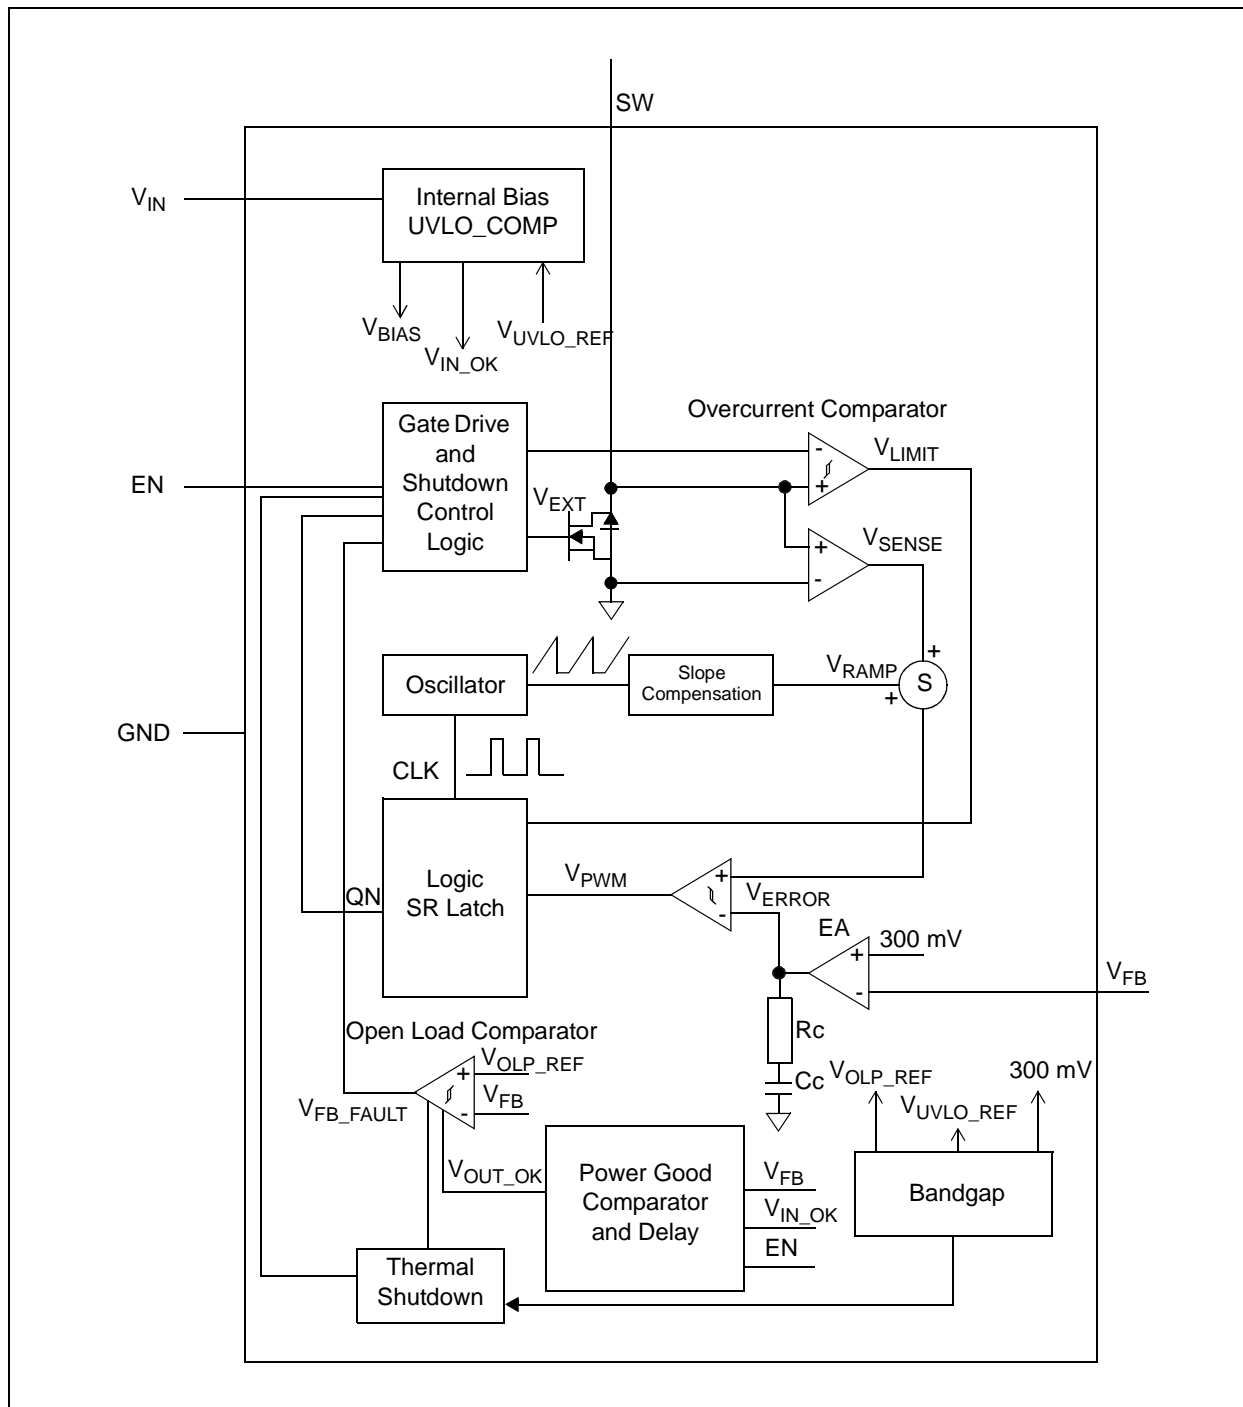 SW
V_IN
Internal Bias
UVLO_COMP
V_BIAS
V_IN_OK
V_UVLO_REF
Overcurrent Comparator
Gate Drive
and
Shutdown
Control
Logic
EN
V_EXT
-
+
V_LIMIT
+
-
V_SENSE
Oscillator
Slope
Compensation
V_RAMP
+
+
S
GND
CLK
Logic
SR Latch
QN
V_PWM
+
-
V_ERROR
EA
+
-
300 mV
V_FB
Rc
Cc
Open Load Comparator
+
-
V_OLP_REF
V_FB
V_FB_FAULT
V_OUT_OK
Power Good
Comparator
and Delay
V_FB
V_IN_OK
EN
V_OLP_REF
V_UVLO_REF
300 mV
Bandgap
Thermal
Shutdown